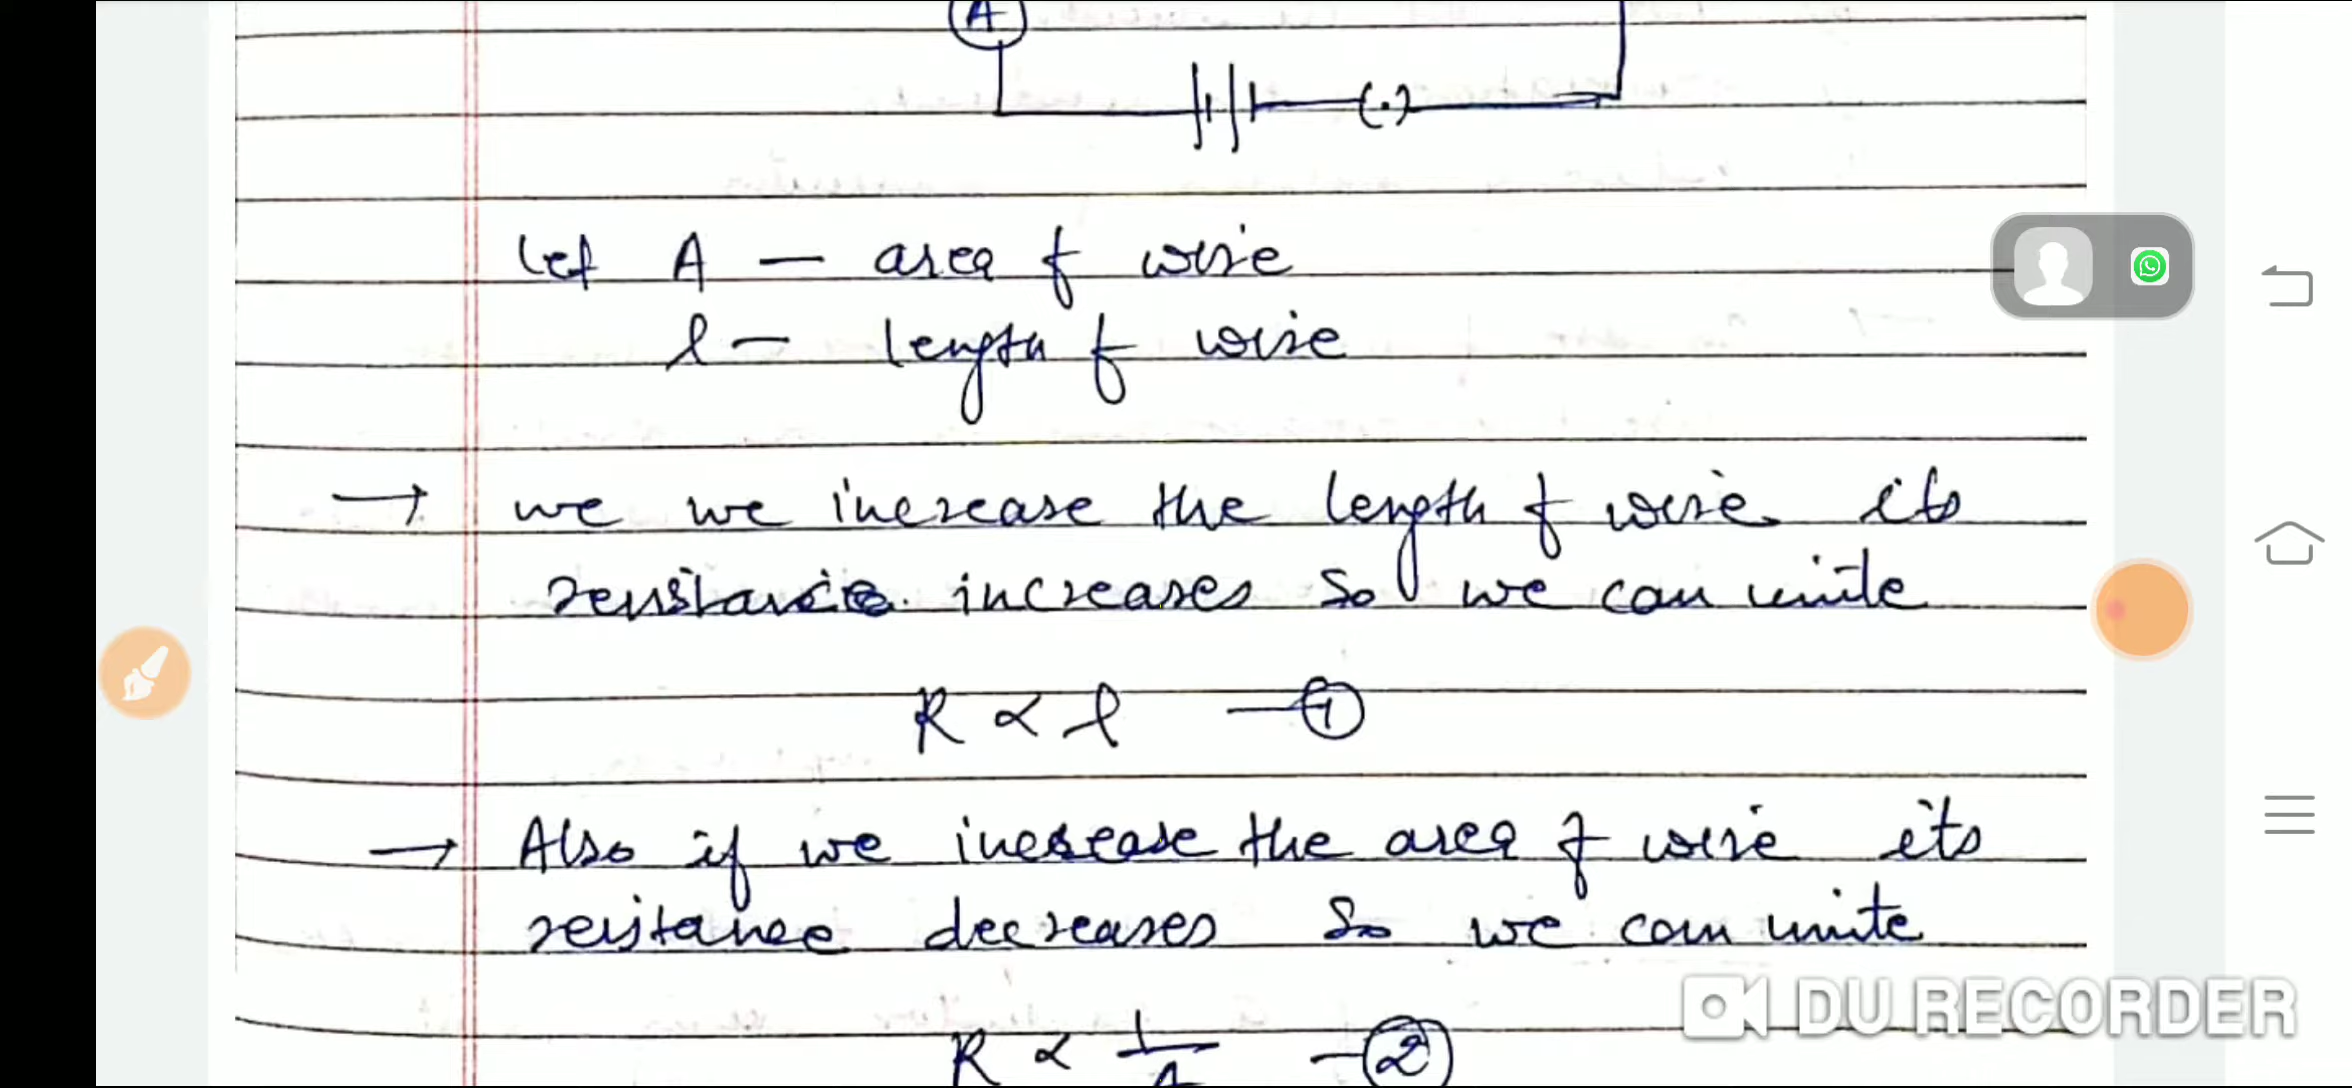 A
(.)
Let A — area of wire
l — length of wire
→ we we increase the length of wire its
resistance increases so we can write
R ∝ l — ①
→ Also if we increase the area of wire its
resistance decreases So we can write
DU RECORDER
R ∝ 1/A — ②